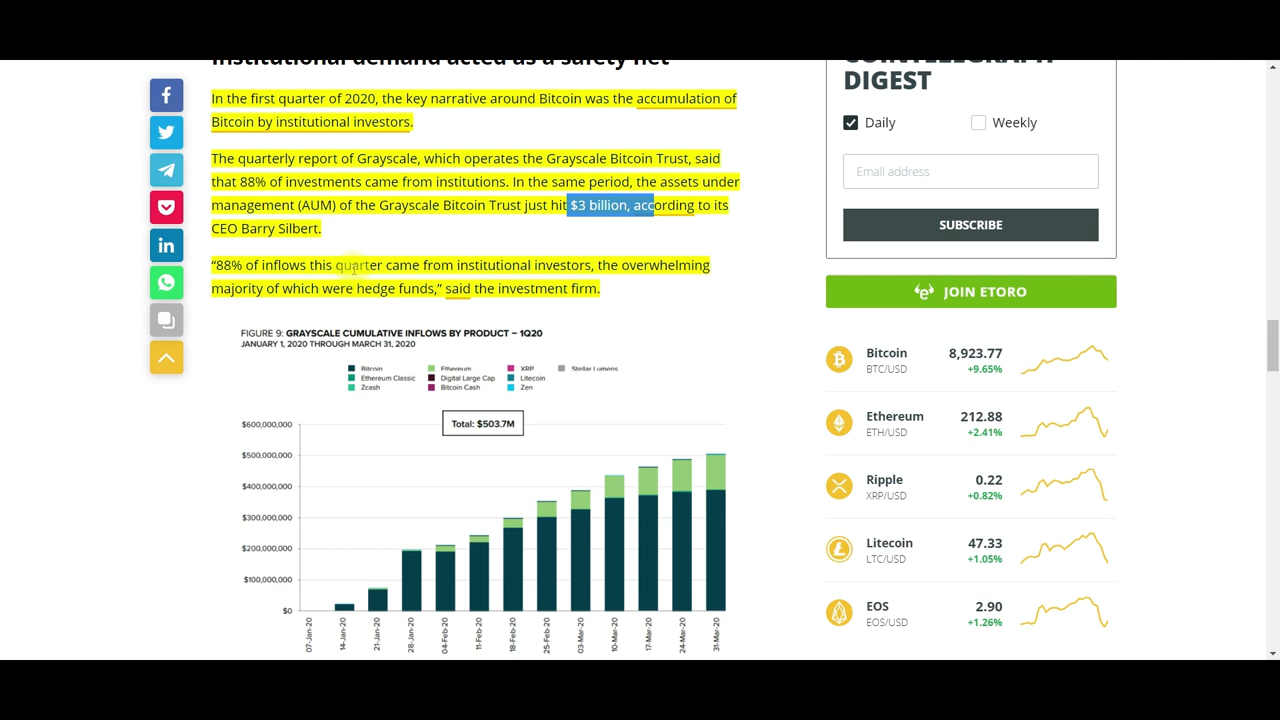 Institutional demand acted as a safety net
In the first quarter of 2020, the key narrative around Bitcoin was the accumulation of
Bitcoin by institutional investors.
The quarterly report of Grayscale, which operates the Grayscale Bitcoin Trust, said
that 88% of investments came from institutions. In the same period, the assets under
management (AUM) of the Grayscale Bitcoin Trust just hit $3 billion, according to its
CEO Barry Silbert.
“88% of inflows this quarter came from institutional investors, the overwhelming
majority of which were hedge funds,” said the investment firm.
FIGURE 9: GRAYSCALE CUMULATIVE INFLOWS BY PRODUCT – 1Q20
JANUARY 1, 2020 THROUGH MARCH 31, 2020
Bitcoin Ethereum XRP Stellar Lumens
Ethereum Classic Digital Large Cap Litecoin
Zcash Bitcoin Cash Zen
Total: $503.7M
$600,000,000
$500,000,000
$400,000,000
$300,000,000
$200,000,000
$100,000,000
$0
07-Jan-20
14-Jan-20
21-Jan-20
28-Jan-20
04-Feb-20
11-Feb-20
18-Feb-20
25-Feb-20
03-Mar-20
10-Mar-20
17-Mar-20
24-Mar-20
31-Mar-20
COINTELEGRAPH
DIGEST
Daily Weekly
Email address
SUBSCRIBE
JOIN ETORO
Bitcoin 8,923.77
BTC/USD +9.65%
Ethereum 212.88
ETH/USD +2.41%
Ripple 0.22
XRP/USD +0.82%
Litecoin 47.33
LTC/USD +1.05%
EOS 2.90
EOS/USD +1.26%